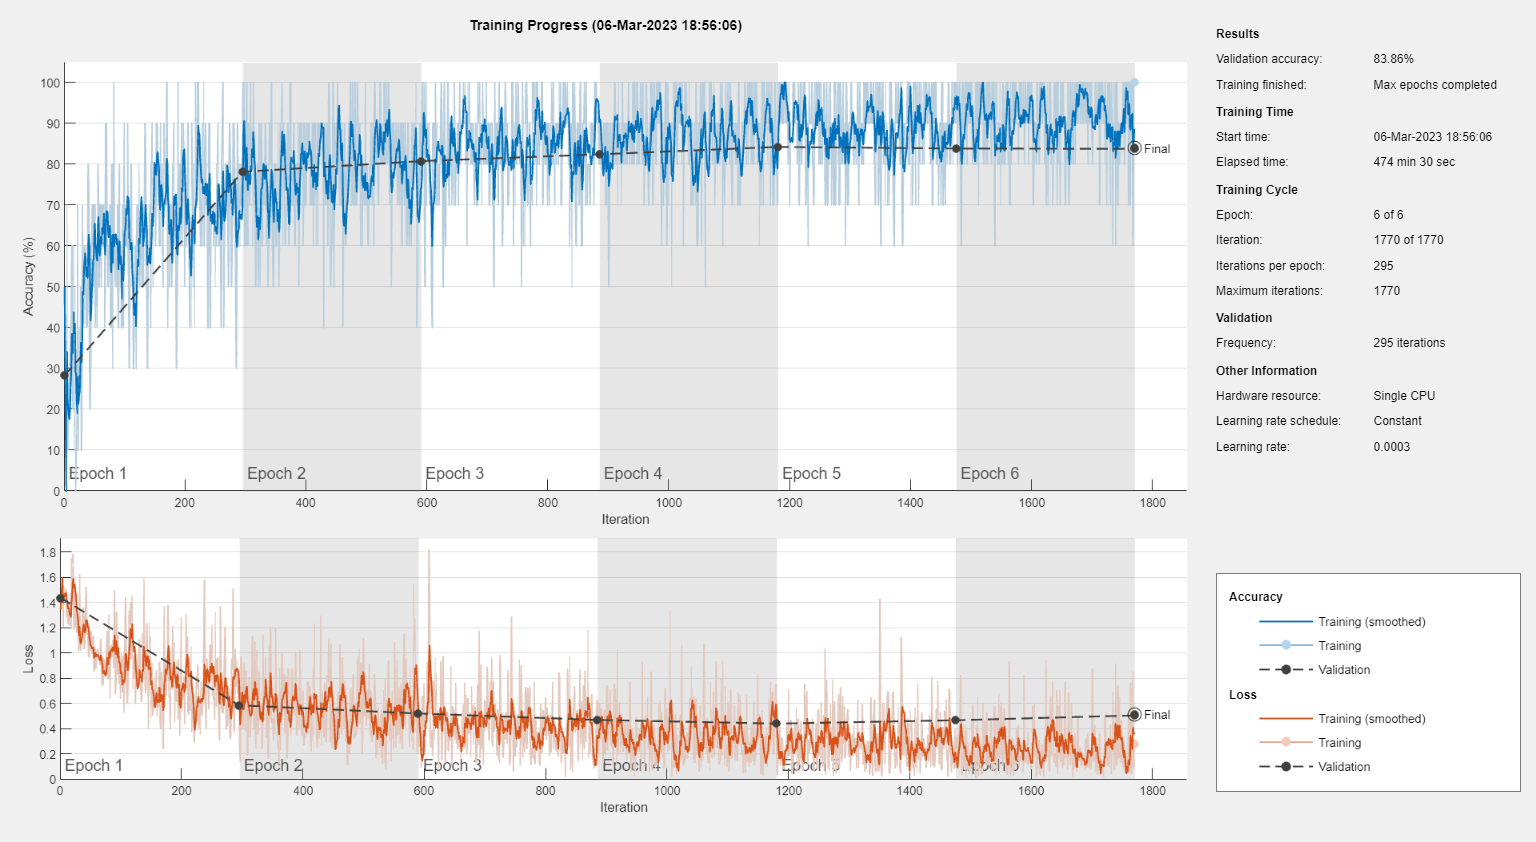 Training Progress (06-Mar-2023 18:56:06)
100
90
80
70
60
50
40
30
20
10
0
Accuracy (%)
Final
Epoch 1 Epoch 2 Epoch 3 Epoch 4 Epoch 5 Epoch 6
0 200 400 600 800 1000 1200 1400 1600 1800
Iteration
1.8
1.6
1.4
1.2
1
0.8
0.6
0.4
0.2
0
Loss
Final
Epoch 1 Epoch 2 Epoch 3 Epoch 4 Epoch 5 Epoch 6
0 200 400 600 800 1000 1200 1400 1600 1800
Iteration
Results
Validation accuracy: 83.86%
Training finished: Max epochs completed
Training Time
Start time: 06-Mar-2023 18:56:06
Elapsed time: 474 min 30 sec
Training Cycle
Epoch: 6 of 6
Iteration: 1770 of 1770
Iterations per epoch: 295
Maximum iterations: 1770
Validation
Frequency: 295 iterations
Other Information
Hardware resource: Single CPU
Learning rate schedule: Constant
Learning rate: 0.0003
Accuracy
Training (smoothed)
Training
Validation
Loss
Training (smoothed)
Training
Validation